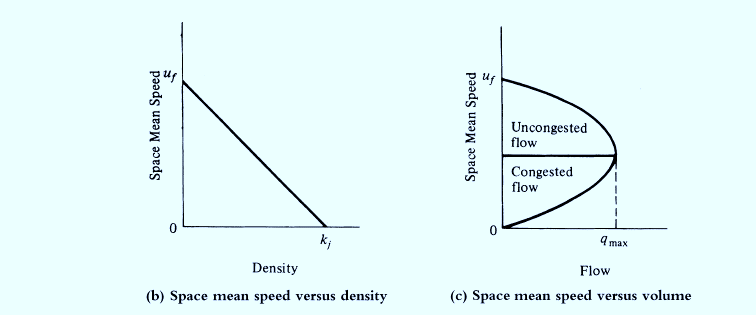 Space Mean Speed
u_f
0
k_j
Density
(b) Space mean speed versus density
Space Mean Speed
u_f
Uncongested
flow
Congested
flow
0
q_max
Flow
(c) Space mean speed versus volume